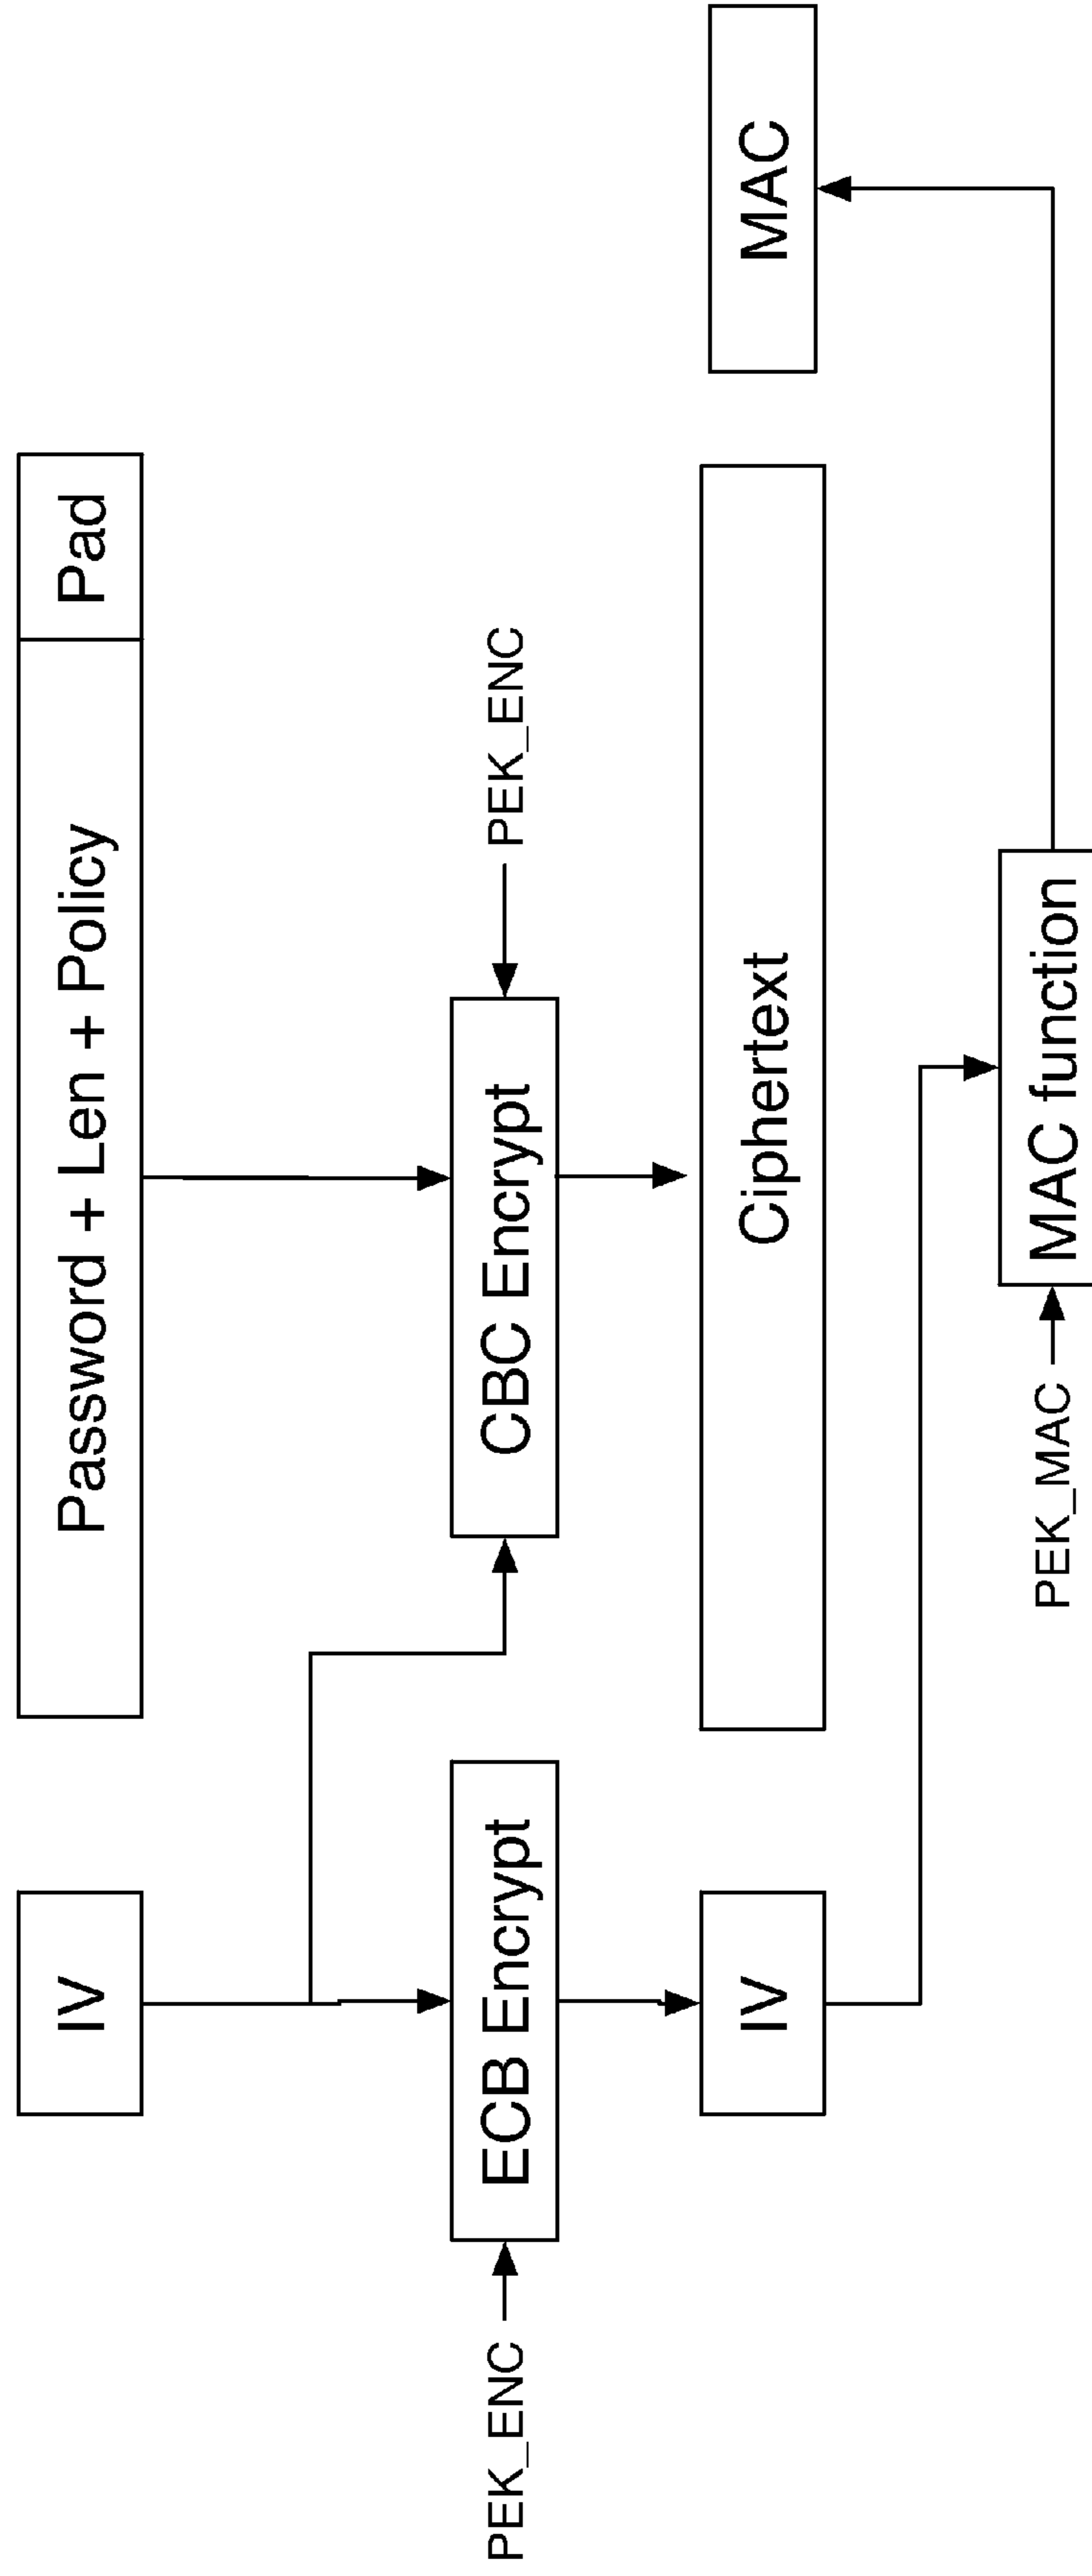 IV
Password + Len + Policy
Pad
PEK_ENC
ECB Encrypt
CBC Encrypt
PEK_ENC
IV
Ciphertext
MAC
PEK_MAC
MAC function